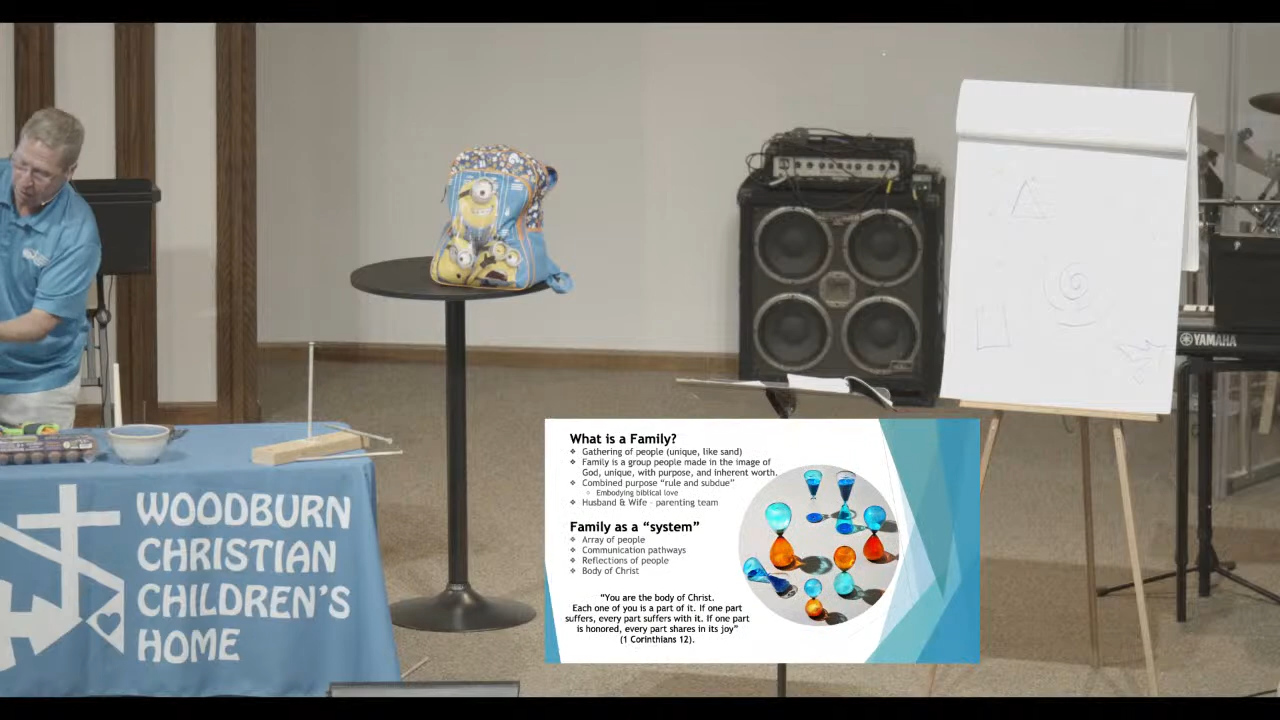 YAMAHA
WOODBURN
CHRISTIAN
CHILDREN'S
HOME
What is a Family?
❖ Gathering of people (unique, like sand)
❖ Family is a group people made in the image of
God, unique, with purpose, and inherent worth.
❖ Combined purpose "rule and subdue"
Embodying biblical love
❖ Husband & Wife – parenting team
Family as a "system"
❖ Array of people
❖ Communication pathways
❖ Reflections of people
❖ Body of Christ
"You are the body of Christ.
Each one of you is a part of it. If one part
suffers, every part suffers with it. If one part
is honored, every part shares in its joy"
(1 Corinthians 12).